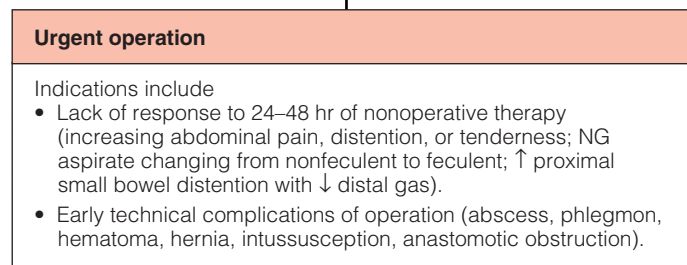 Urgent operation
Indications include
• Lack of response to 24–48 hr of nonoperative therapy
(increasing abdominal pain, distention, or tenderness; NG
aspirate changing from nonfeculent to feculent; ↑ proximal
small bowel distention with ↓ distal gas).
• Early technical complications of operation (abscess, phlegmon,
hematoma, hernia, intussusception, anastomotic obstruction).